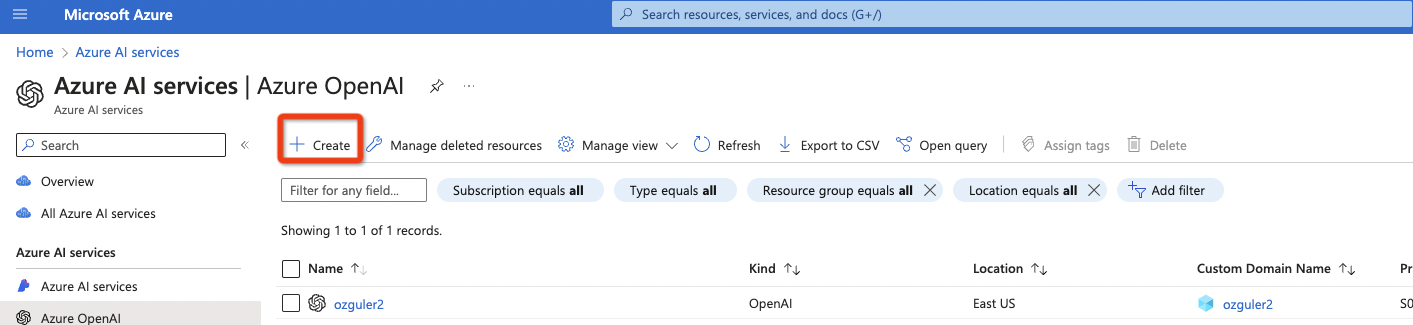 Microsoft Azure
Search resources, services, and docs (G+/)
Home > Azure AI services
Azure AI services | Azure OpenAI
Azure AI services
Search
Create Manage deleted resources Manage view Refresh Export to CSV Open query Assign tags Delete
Overview
All Azure AI services
Azure AI services
Azure AI services
Azure OpenAI
Filter for any field... Subscription equals all Type equals all Resource group equals all Location equals all Add filter
Showing 1 to 1 of 1 records.
Name Kind Location Custom Domain Name Pr
ozguler2 OpenAI East US ozguler2 S0